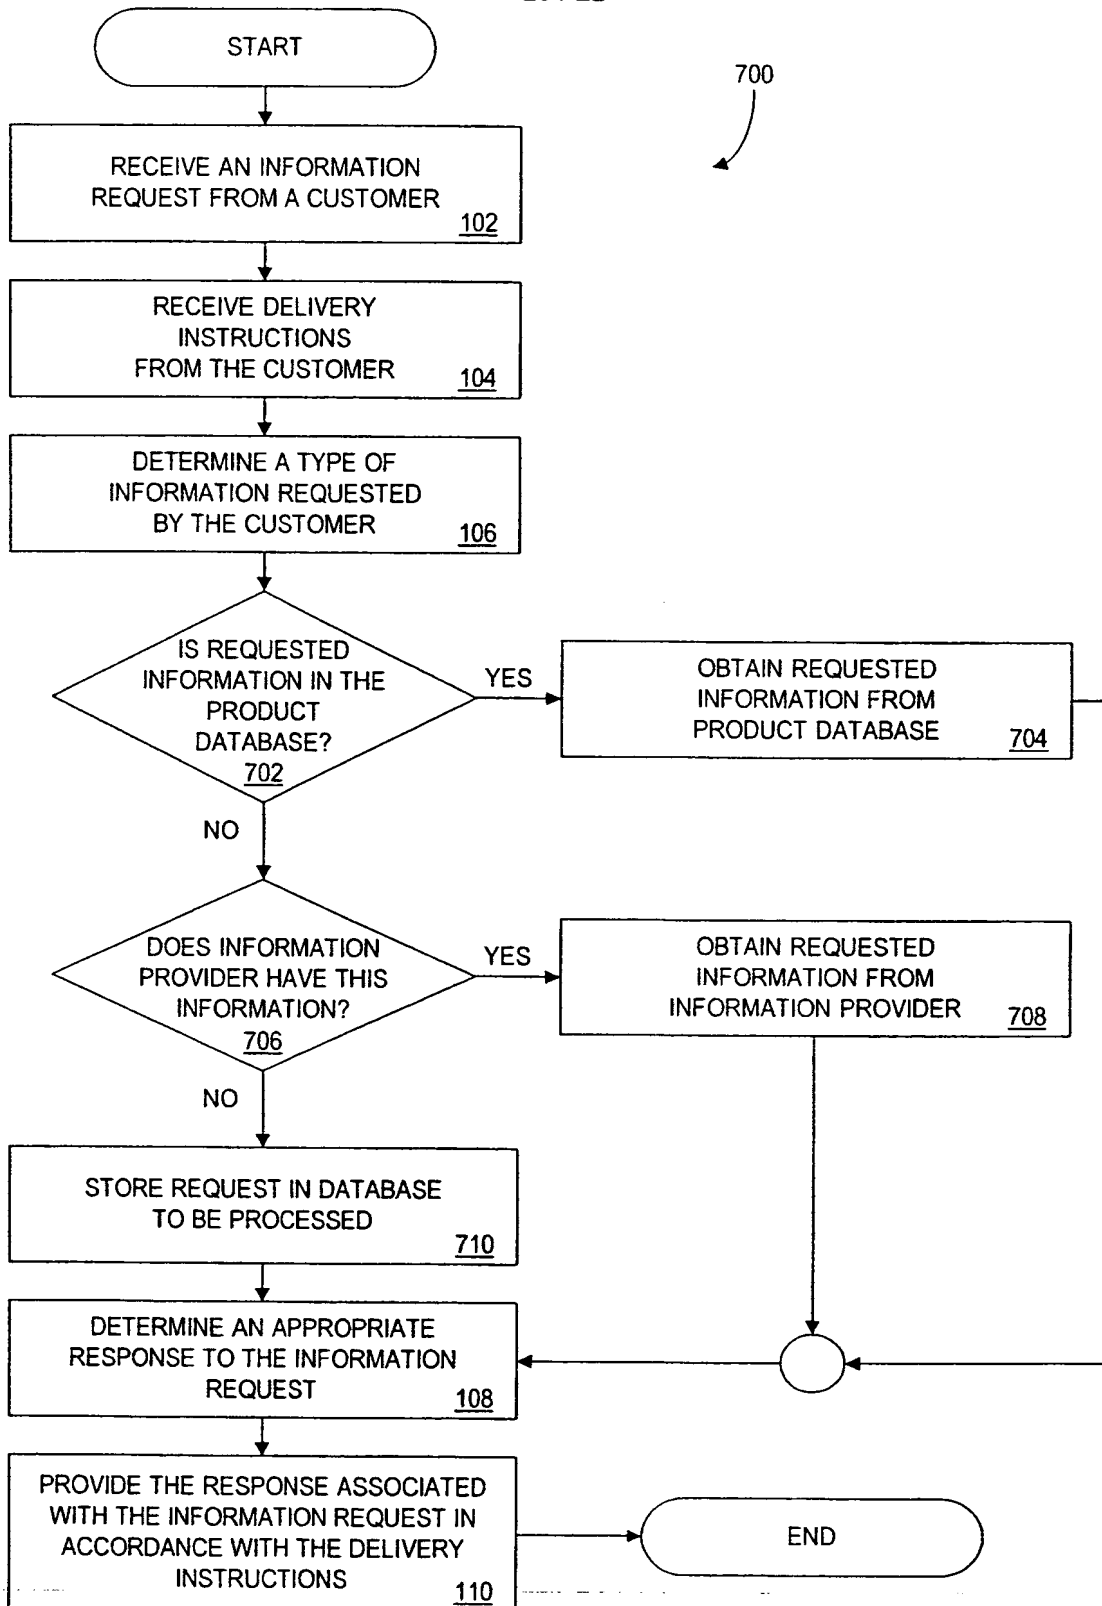 START
700
RECEIVE AN INFORMATION
REQUEST FROM A CUSTOMER
102
RECEIVE DELIVERY
INSTRUCTIONS
FROM THE CUSTOMER
104
DETERMINE A TYPE OF
INFORMATION REQUESTED
BY THE CUSTOMER
106
IS REQUESTED
INFORMATION IN THE
PRODUCT
DATABASE?
702
YES
OBTAIN REQUESTED
INFORMATION FROM
PRODUCT DATABASE
704
NO
DOES INFORMATION
PROVIDER HAVE THIS
INFORMATION?
706
YES
OBTAIN REQUESTED
INFORMATION FROM
INFORMATION PROVIDER
708
NO
STORE REQUEST IN DATABASE
TO BE PROCESSED
710
DETERMINE AN APPROPRIATE
RESPONSE TO THE INFORMATION
REQUEST
108
PROVIDE THE RESPONSE ASSOCIATED
WITH THE INFORMATION REQUEST IN
ACCORDANCE WITH THE DELIVERY
INSTRUCTIONS
110
END